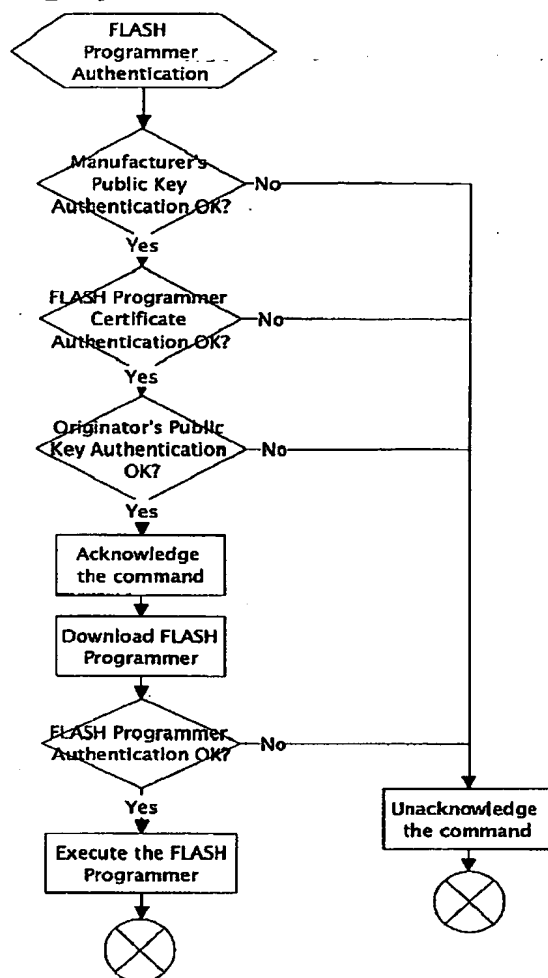 FLASH
Programmer
Authentication
Manufacturer's
Public Key
Authentication OK?
No
Yes
FLASH Programmer
Certificate
Authentication OK?
No
Yes
Originator's Public
Key Authentication
OK?
No
Yes
Acknowledge
the command
Download FLASH
Programmer
FLASH Programmer
Authentication OK?
No
Yes
Unacknowledge
the command
Execute the FLASH
Programmer